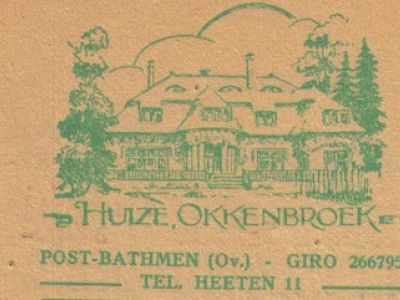 HUIZE OKKENBROEK
POST-BATHMEN (Ov.) - GIRO 266795
TEL. HEETEN 11